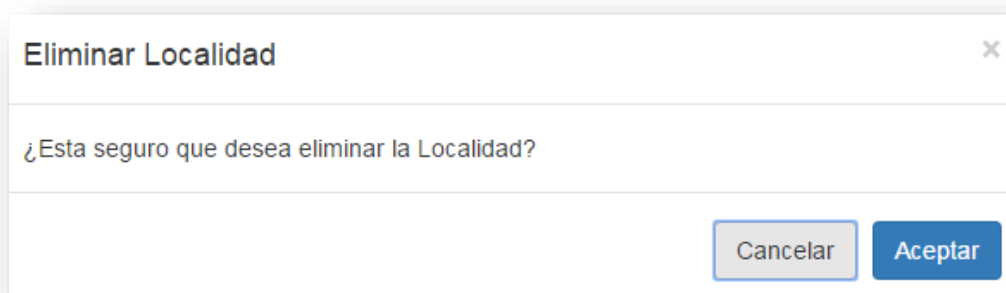 Eliminar Localidad ×
¿Esta seguro que desea eliminar la Localidad?
Cancelar Aceptar